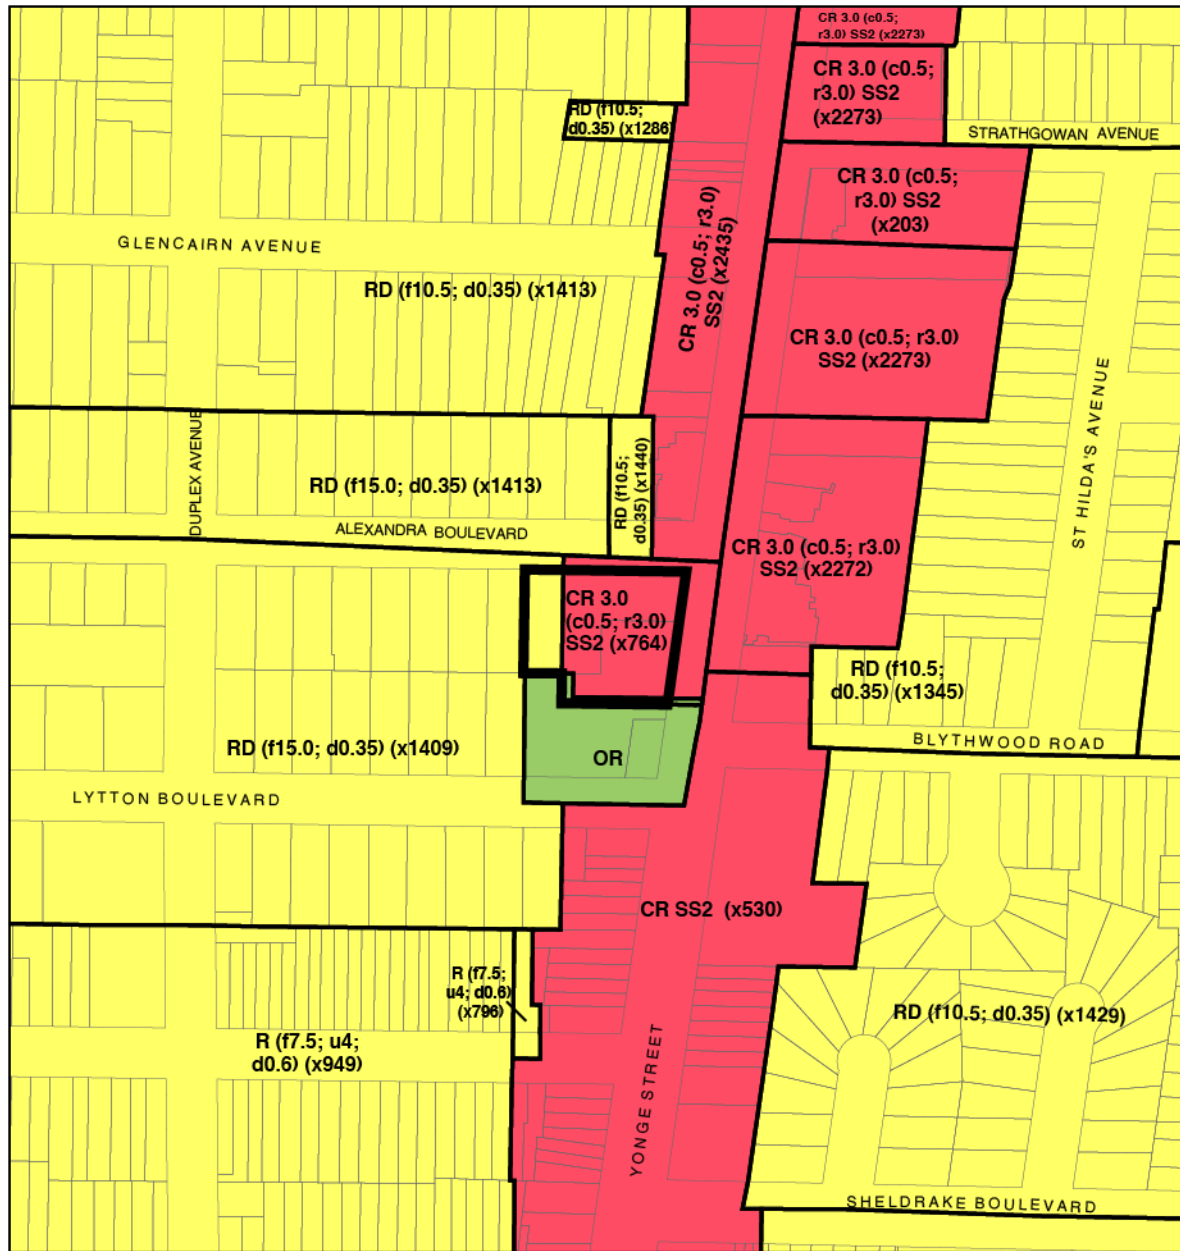 CR 3.0 (c0.5;
r3.0) SS2 (x2273)
CR 3.0 (c0.5;
r3.0) SS2
(x2273)
RD (f10.5;
d0.35) (x1286)
STRATHGOWAN AVENUE
CR 3.0 (c0.5;
r3.0) SS2
(x203)
CR 3.0 (c0.5; r3.0)
SS2 (x2435)
GLENCAIRN AVENUE
RD (f10.5; d0.35) (x1413)
CR 3.0 (c0.5; r3.0)
SS2 (x2273)
ST HILDA'S AVENUE
DUPLEX AVENUE
RD (f15.0; d0.35) (x1413)
RD (f10.5;
d0.35) (x1440)
ALEXANDRA BOULEVARD
CR 3.0 (c0.5; r3.0)
SS2 (x2272)
CR 3.0
(c0.5; r3.0)
SS2 (x764)
RD (f10.5;
d0.35) (x1345)
RD (f15.0; d0.35) (x1409)
OR
BLYTHWOOD ROAD
LYTTON BOULEVARD
CR SS2 (x530)
R (f7.5;
u4; d0.6)
(x796)
RD (f10.5; d0.35) (x1429)
R (f7.5; u4;
d0.6) (x949)
YONGE STREET
SHELDRAKE BOULEVARD